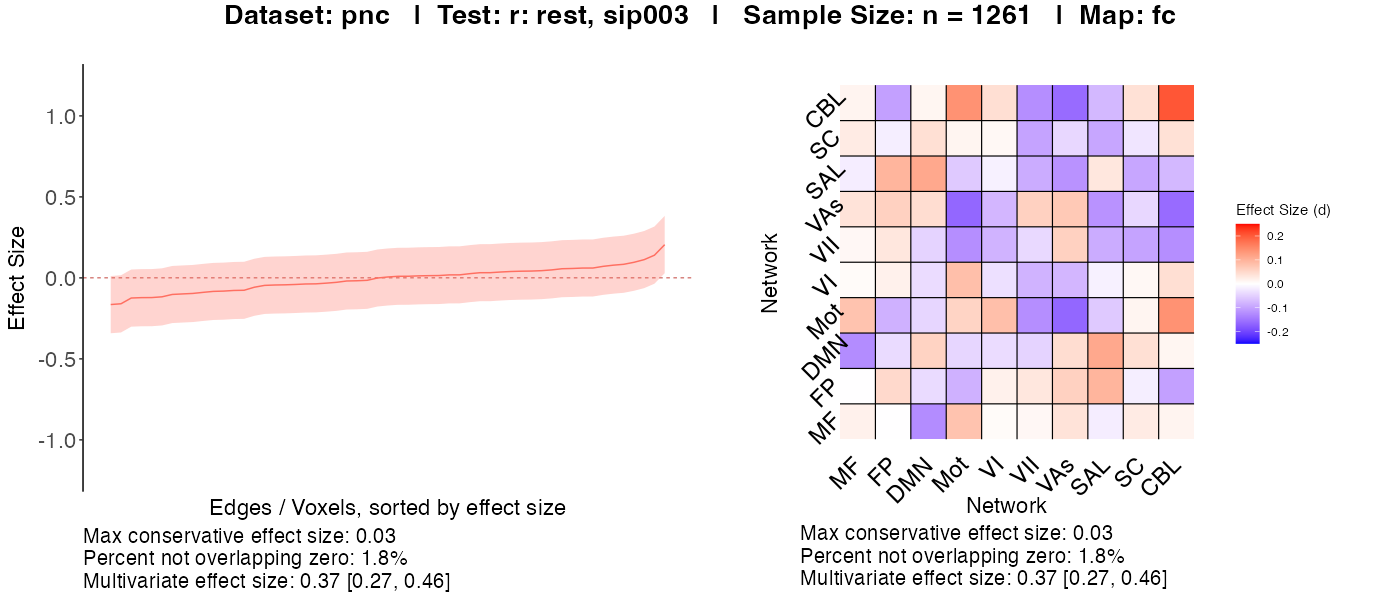 Dataset: pnc | Test: r: rest, sip003 | Sample Size: n = 1261 | Map: fc
Effect Size
1.0
0.5
0.0
-0.5
-1.0
Edges / Voxels, sorted by effect size
Max conservative effect size: 0.03
Percent not overlapping zero: 1.8%
Multivariate effect size: 0.37 [0.27, 0.46]
Network
CBL
SC
SAL
VAs
VII
VI
Mot
DMN
FP
MF
MF FP DMN Mot VI VII VAs SAL SC CBL
Network
Max conservative effect size: 0.03
Percent not overlapping zero: 1.8%
Multivariate effect size: 0.37 [0.27, 0.46]
Effect Size (d)
0.2
0.1
0.0
-0.1
-0.2